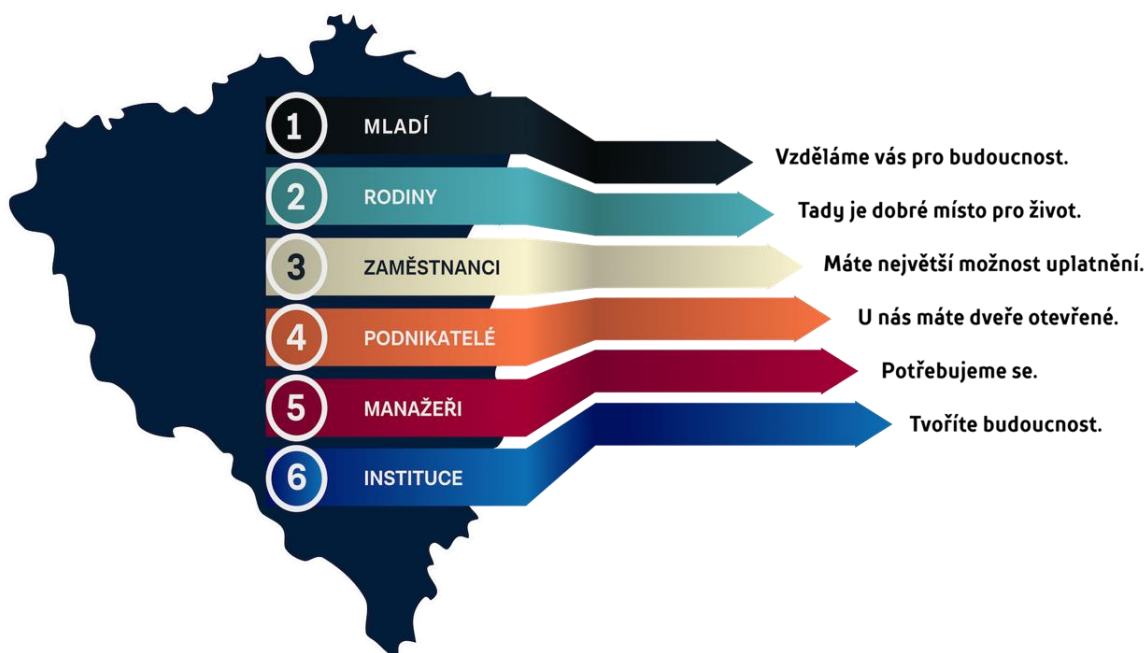 1 MLADÍ
Vzděláme vás pro budoucnost.
2 RODINY
Tady je dobré místo pro život.
3 ZAMĚSTNANCI
Máte největší možnost uplatnění.
4 PODNIKATELÉ
U nás máte dveře otevřené.
5 MANAŽEŘI
Potřebujeme se.
6 INSTITUCE
Tvoříte budoucnost.